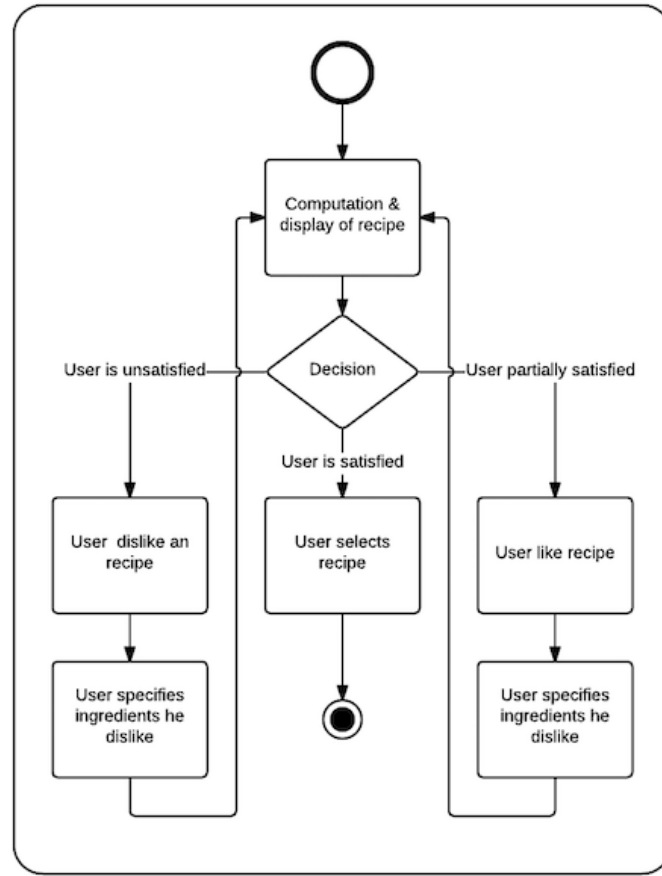 Computation &
display of recipe
Decision
User is unsatisfied
User partially satisfied
User is satisfied
User dislike an
recipe
User selects
recipe
User like recipe
User specifies
ingredients he
dislike
User specifies
ingredients he
dislike